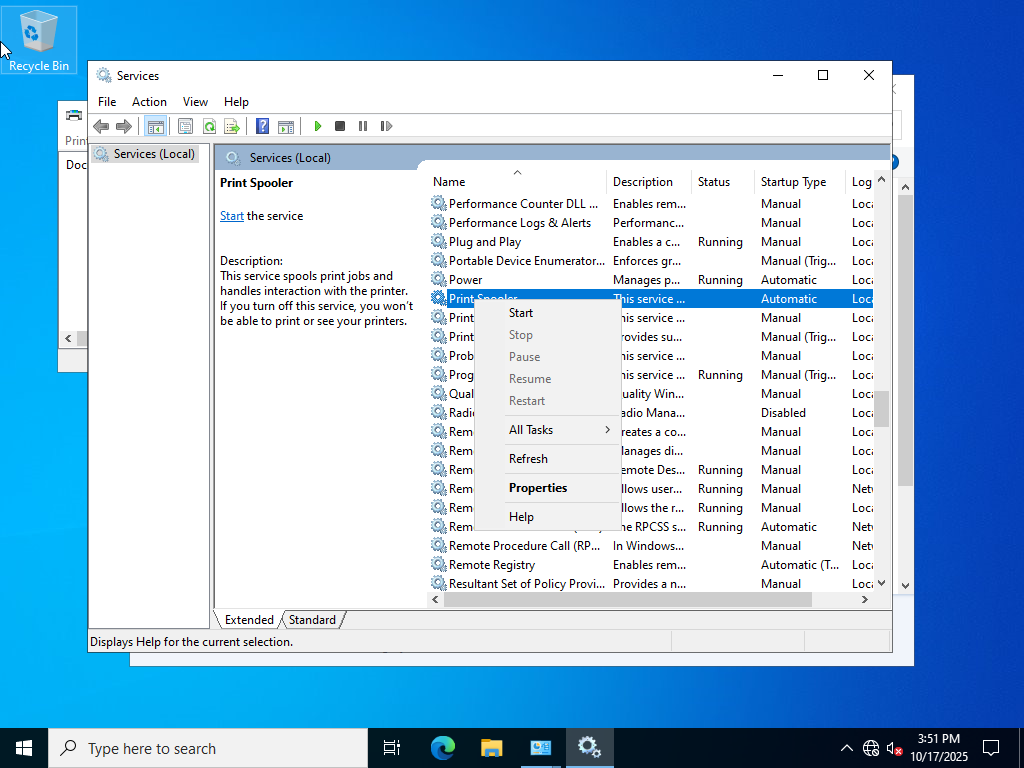 Recycle Bin
Services
File Action View Help
Print
Doc
Services (Local)
Services (Local)
Print Spooler
Start the service
Description:
This service spools print jobs and
handles interaction with the printer.
If you turn off this service, you won't
be able to print or see your printers.
Name Description Status Startup Type Log
Performance Counter DLL ... Enables rem... Manual Loca
Performance Logs & Alerts Performanc... Manual Loca
Plug and Play Enables a c... Running Manual Loca
Portable Device Enumerator... Enforces gr... Manual (Trig... Loca
Power Manages p... Running Automatic Loca
Print Spooler This service ... Automatic Loca
Print his service ... Manual Loca
Print rovides su... Manual (Trig... Loca
Prob his service ... Manual Loca
Prog his service ... Running Manual (Trig... Loca
Qual uality Win... Manual Loca
Radio adio Mana... Disabled Loca
Rem reates a co... Manual Loca
Rem anages di... Manual Loca
Rem emote Des... Running Manual Loca
Rem llows user... Running Manual Netw
Rem llows the r... Running Manual Loca
Rem he RPCSS s... Running Automatic Netw
Remote Procedure Call (RP... In Windows... Manual Netw
Remote Registry Enables rem... Automatic (T... Loca
Resultant Set of Policy Provi... Provides a n... Manual Loca
Start
Stop
Pause
Resume
Restart
All Tasks
Refresh
Properties
Help
Extended Standard
Displays Help for the current selection.
Type here to search
3:51 PM
10/17/2025